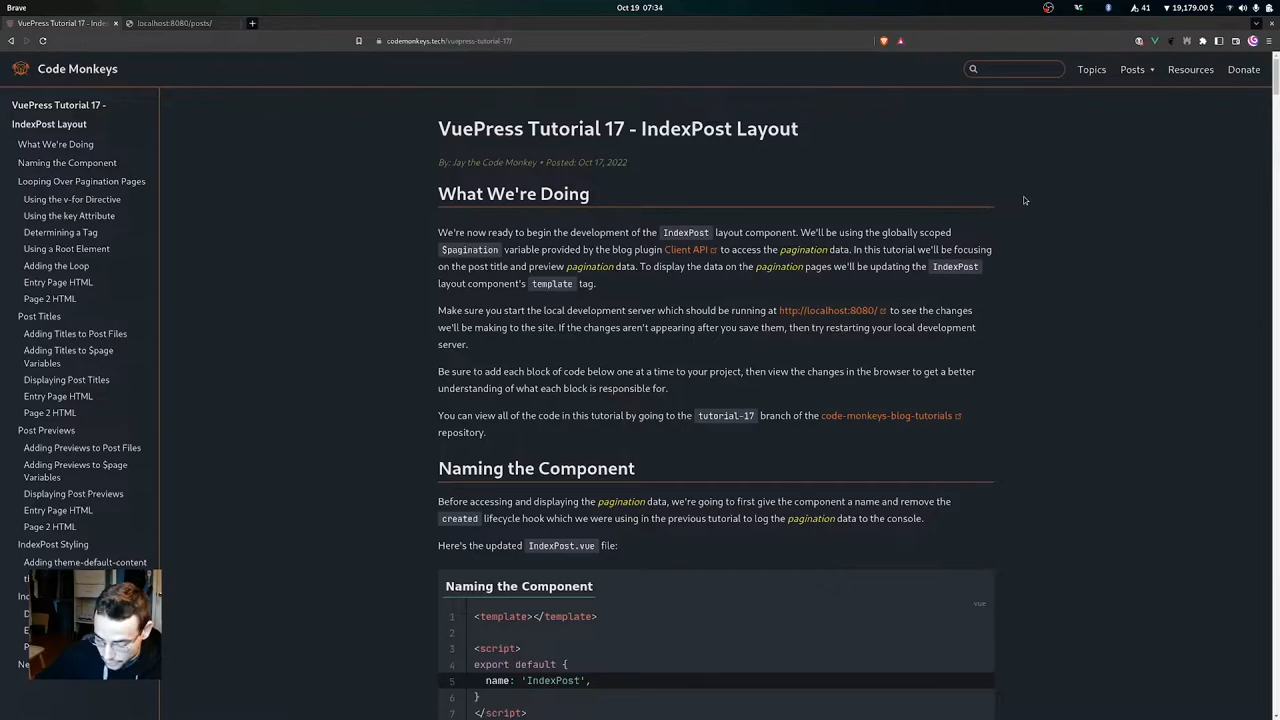 Brave
Oct 19 07:34
41
19,179.00 $
VuePress Tutorial 17 - Inde
localhost:8080/posts/
codemonkeys.tech/vuepress-tutorial-17/
Code Monkeys
Topics
Posts
Resources
Donate
VuePress Tutorial 17 -
IndexPost Layout
What We're Doing
Naming the Component
Looping Over Pagination Pages
Using the v-for Directive
Using the key Attribute
Determining a Tag
Using a Root Element
Adding the Loop
Entry Page HTML
Page 2 HTML
Post Titles
Adding Titles to Post Files
Adding Titles to $page
Variables
Displaying Post Titles
Entry Page HTML
Page 2 HTML
Post Previews
Adding Previews to Post Files
Adding Previews to $page
Variables
Displaying Post Previews
Entry Page HTML
Page 2 HTML
IndexPost Styling
Adding theme-default-content
VuePress Tutorial 17 - IndexPost Layout
By: Jay the Code Monkey • Posted: Oct 17, 2022
What We're Doing
We're now ready to begin the development of the IndexPost layout component. We'll be using the globally scoped
$pagination variable provided by the blog plugin Client API to access the pagination data. In this tutorial we'll be focusing
on the post title and preview pagination data. To display the data on the pagination pages we'll be updating the IndexPost
layout component's template tag.
Make sure you start the local development server which should be running at http://localhost:8080/ to see the changes
we'll be making to the site. If the changes aren't appearing after you save them, then try restarting your local development
server.
Be sure to add each block of code below one at a time to your project, then view the changes in the browser to get a better
understanding of what each block is responsible for.
You can view all of the code in this tutorial by going to the tutorial-17 branch of the code-monkeys-blog-tutorials
repository.
Naming the Component
Before accessing and displaying the pagination data, we're going to first give the component a name and remove the
created lifecycle hook which we were using in the previous tutorial to log the pagination data to the console.
Here's the updated IndexPost.vue file:
Naming the Component
vue
1 <template></template>
2
3 <script>
4 export default {
5 name: 'IndexPost',
6 }
7 </script>